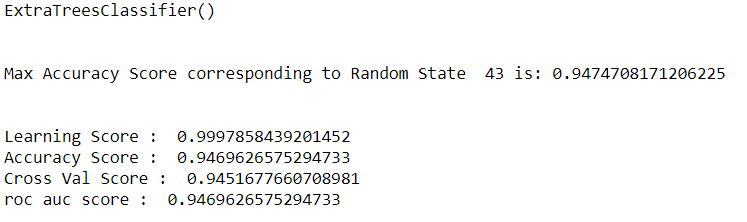 ExtraTreesClassifier()
Max Accuracy Score corresponding to Random State  43 is: 0.9474708171206225
Learning Score :  0.9997858439201452
Accuracy Score :  0.9469626575294733
Cross Val Score :  0.9451677660708981
roc auc score :  0.9469626575294733